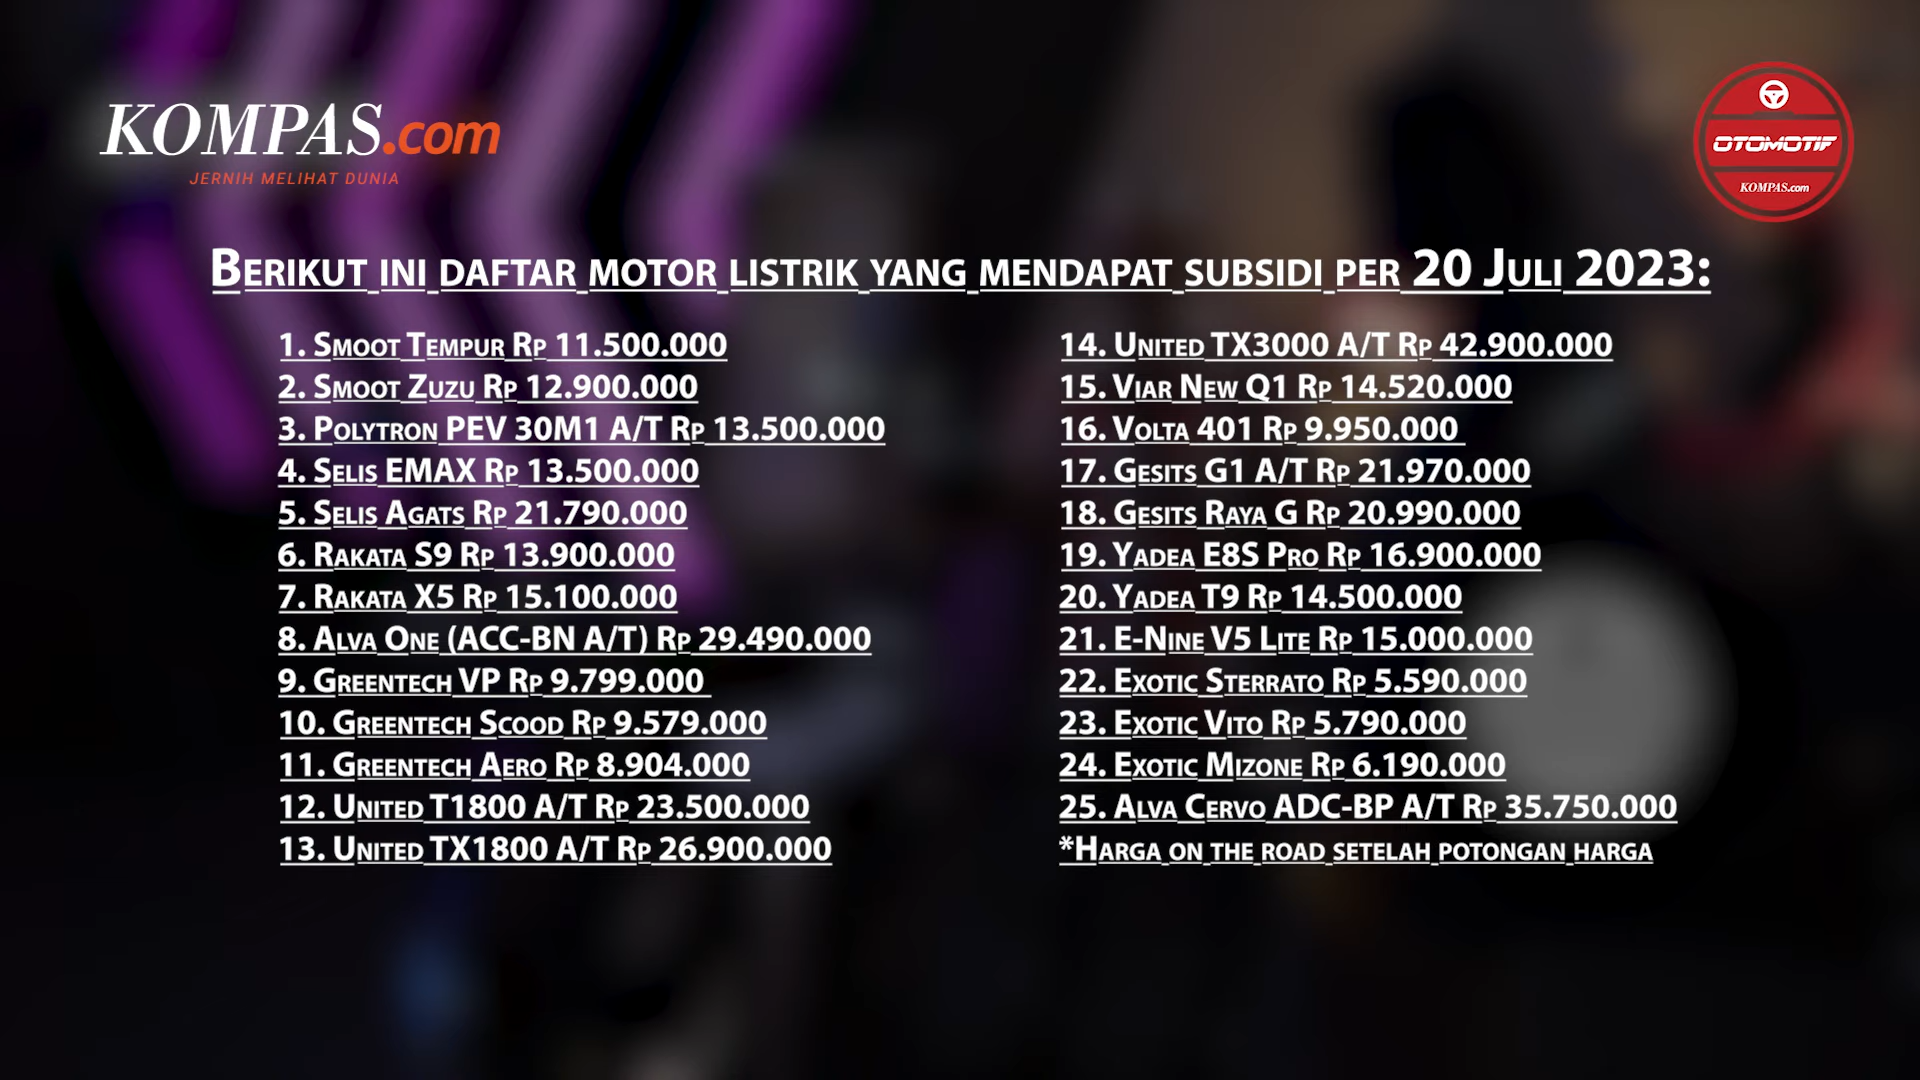 KOMPAS.com
JERNIH MELIHAT DUNIA
OTOMOTIF
KOMPAS.com
Berikut ini daftar motor listrik yang mendapat subsidi per 20 Juli 2023:
1. Smoot Tempur Rp 11.500.000
2. Smoot Zuzu Rp 12.900.000
3. Polytron PEV 30M1 A/T Rp 13.500.000
4. Selis EMAX Rp 13.500.000
5. Selis Agats Rp 21.790.000
6. Rakata S9 Rp 13.900.000
7. Rakata X5 Rp 15.100.000
8. Alva One (ACC-BN A/T) Rp 29.490.000
9. Greentech VP Rp 9.799.000
10. Greentech Scood Rp 9.579.000
11. Greentech Aero Rp 8.904.000
12. United T1800 A/T Rp 23.500.000
13. United TX1800 A/T Rp 26.900.000
14. United TX3000 A/T Rp 42.900.000
15. Viar New Q1 Rp 14.520.000
16. Volta 401 Rp 9.950.000
17. Gesits G1 A/T Rp 21.970.000
18. Gesits Raya G Rp 20.990.000
19. Yadea E8S Pro Rp 16.900.000
20. Yadea T9 Rp 14.500.000
21. E-Nine V5 Lite Rp 15.000.000
22. Exotic Sterrato Rp 5.590.000
23. Exotic Vito Rp 5.790.000
24. Exotic Mizone Rp 6.190.000
25. Alva Cervo ADC-BP A/T Rp 35.750.000
*Harga on the road setelah potongan harga